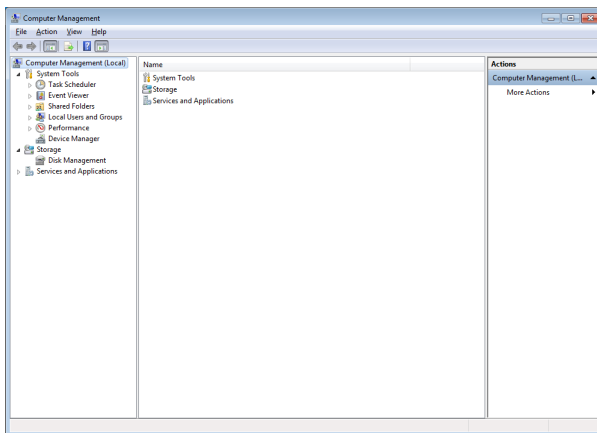 Computer Management
File Action View Help
Computer Management (Local)
System Tools
Task Scheduler
Event Viewer
Shared Folders
Local Users and Groups
Performance
Device Manager
Storage
Disk Management
Services and Applications
Name
System Tools
Storage
Services and Applications
Actions
Computer Management (L...
More Actions